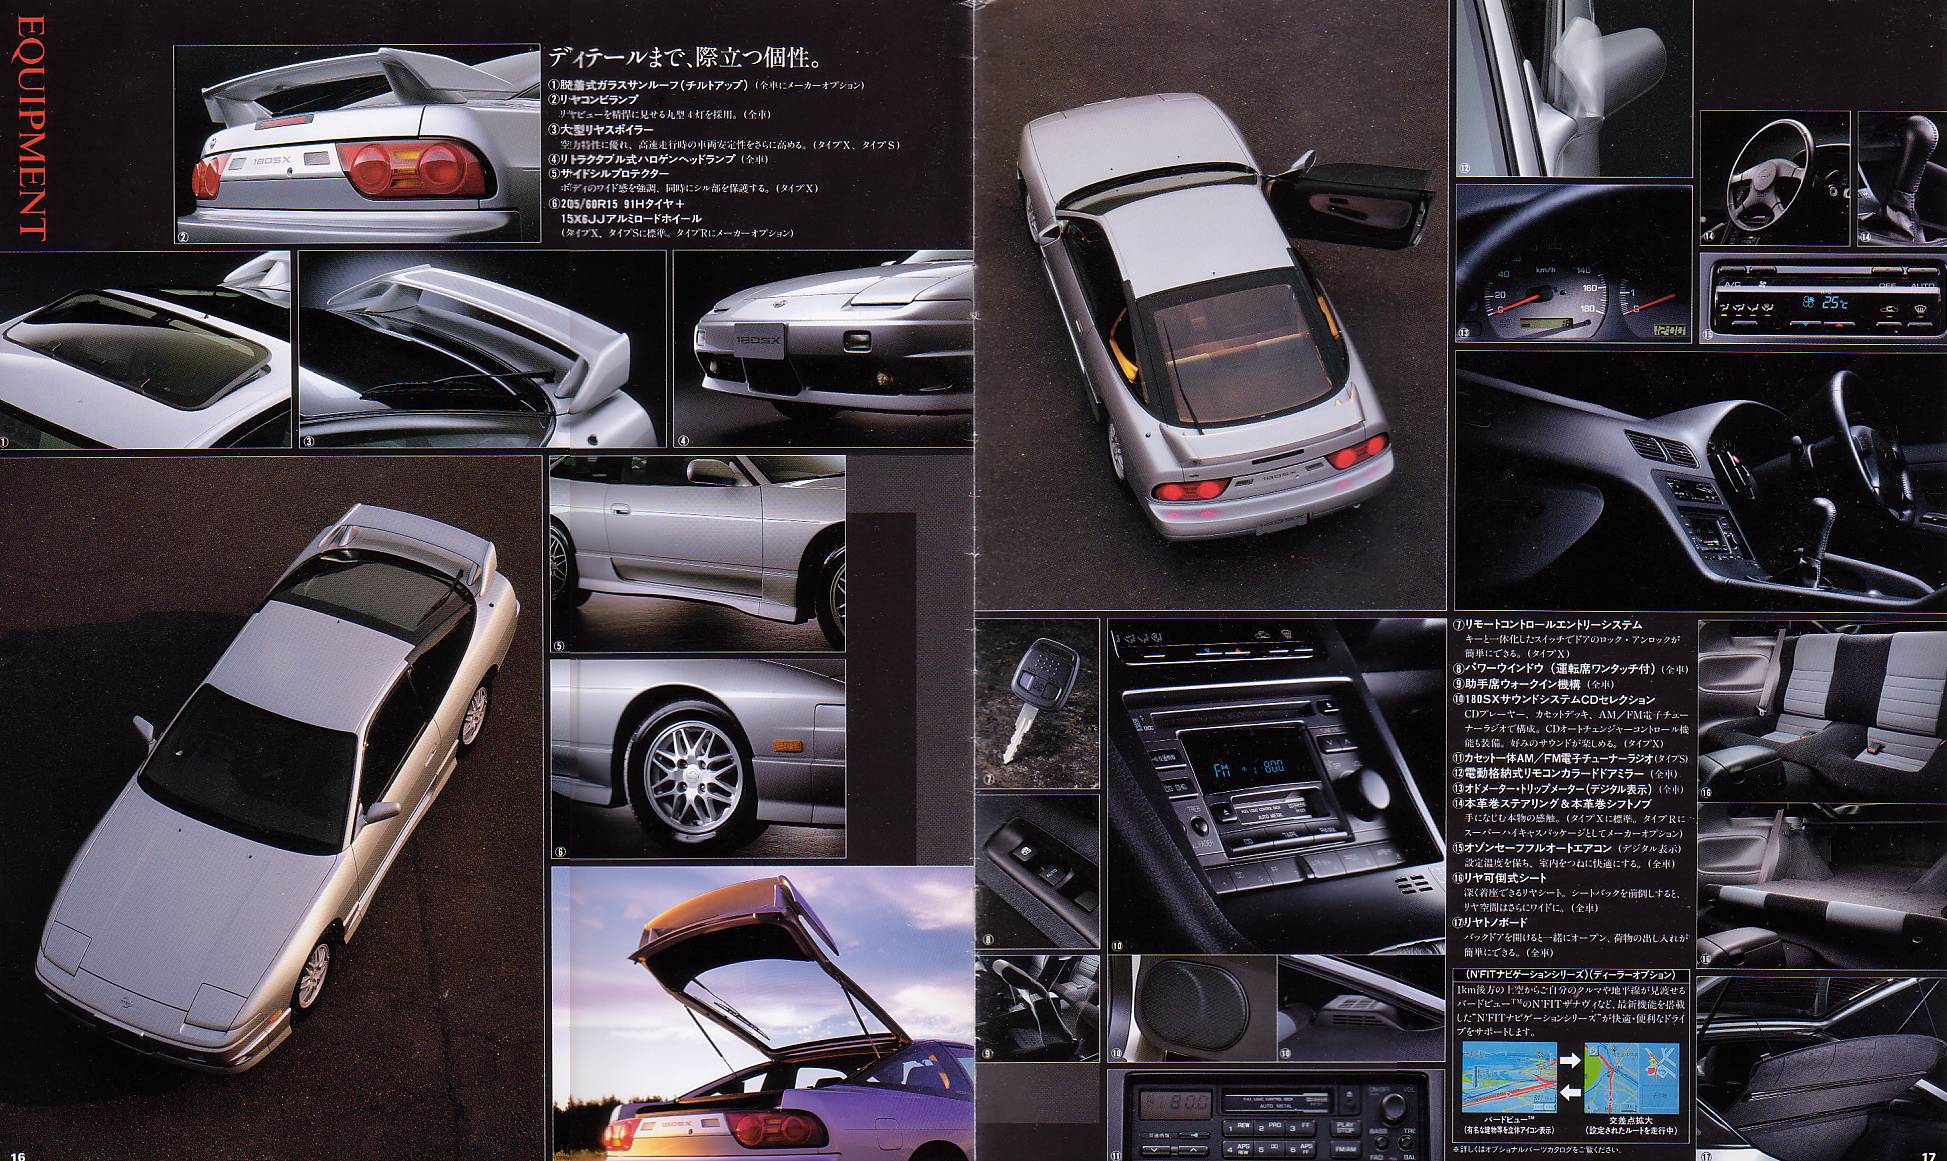 EQUIPMENT
ディテールまで、際立つ個性。
①脱着式ガラスサンルーフ(チルトアップ) (全車にメーカーオプション)
②リヤコンビランプ
リヤビューを精悍に見せる丸型4灯を採用。(全車)
③大型リヤスポイラー
空力特性に優れ、高速走行時の車両安定性をさらに高める。(タイプX、タイプS)
④リトラクタブル式ハロゲンヘッドランプ (全車)
⑤サイドシルプロテクター
ボディのワイド感を強調、同時にシル部を保護する。(タイプX)
⑥205/60R15 91Hタイヤ+
15X6JJアルミロードホイール
(タイプX、タイプSに標準。タイプRにメーカーオプション)
180SX
②
①
③
180SX
④
⑤
⑥
180SX
16
180SX
180SX
⑫
km/h
20
40
140
160
180
12:00
⑬
⑭
⑭
A/C
OFF
AUTO
25℃
⑮
⑦
⑧
⑨
FM
800
AUTO METAL
TAPE
⑩
⑩
⑩
AUTO METAL
VOL
BASS
FM/AM
⑪
⑦リモートコントロールエントリーシステム
キーと一体化したスイッチでドアのロック・アンロックが
簡単にできる。(タイプX)
⑧パワーウインドウ (運転席ワンタッチ付) (全車)
⑨助手席ウォークイン機構 (全車)
⑩180SXサウンドシステムCDセレクション
CDプレーヤー、カセットデッキ、AM/FM電子チュー
ナーラジオで構成。CDオートチェンジャーコントロール機
能も装備。好みのサウンドが楽しめる。(タイプX)
⑪カセット一体AM/FM電子チューナーラジオ(タイプS)
⑫電動格納式リモコンカラードドアミラー (全車)
⑬オドメーター・トリップメーター(デジタル表示) (全車)
⑭本革巻ステアリング&本革巻シフトノブ
手になじむ本物の感触。(タイプXに標準。タイプRに
スーパーハイキャスパッケージとしてメーカーオプション)
⑮オゾンセーフフルオートエアコン (デジタル表示)
設定温度を保ち、室内をつねに快適にする。(全車)
⑯リヤ可倒式シート
深く着座できるリヤシート。シートバックを前倒しすると、
リヤ空間はさらにワイドに。(全車)
⑰リヤトノボード
バックドアを開けると一緒にオープン、荷物の出し入れが
簡単にできる。(全車)
(N'FITナビゲーションシリーズ)(ディーラーオプション)
1km後方の上空からご自分のクルマや地平線が見渡せる
バードビュー™のN'FITザナヴィなど、最新機能を搭載
した"N'FITナビゲーションシリーズ"が快適・便利なドライ
ブをサポートします。
バードビュー™
(有名な建物等を立体アイコン表示)
交差点拡大
(設定されたルートを走行中)
※詳しくはオプショナルパーツカタログをご覧ください。
⑯
⑯
⑰
17